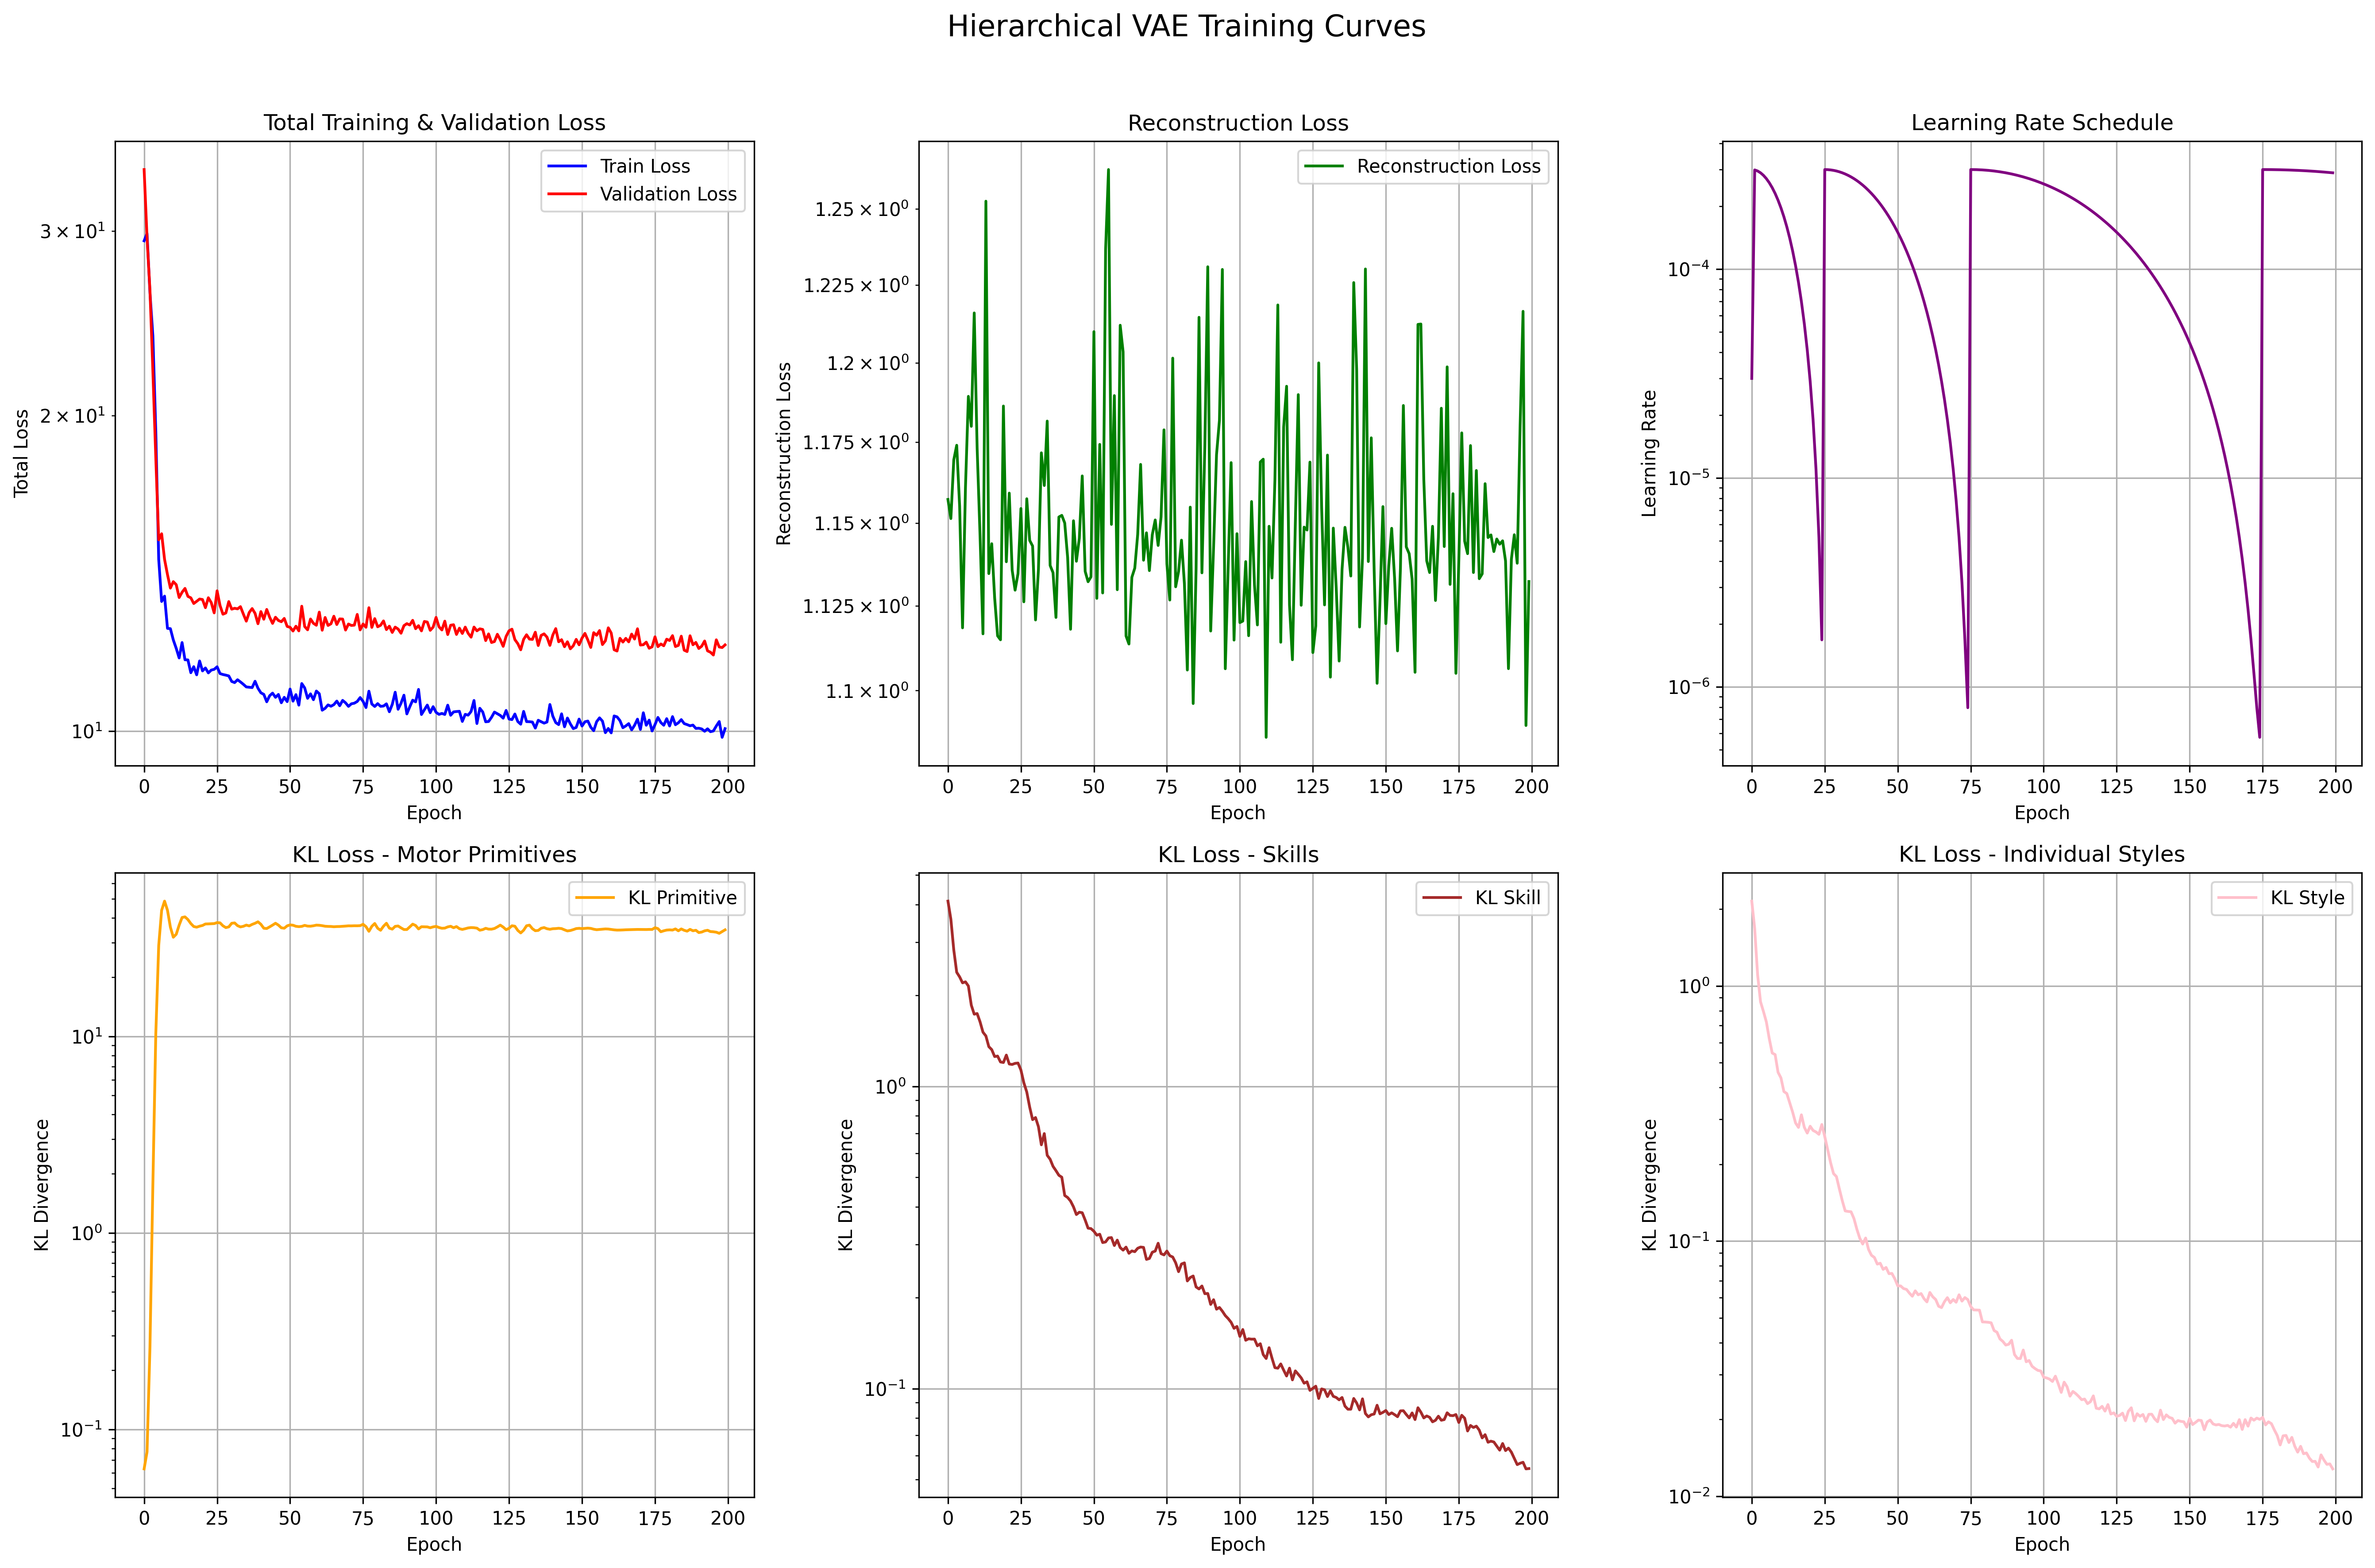 Hierarchical VAE Training Curves
Total Training & Validation Loss
Train Loss
Validation Loss
3 × 10¹
2 × 10¹
10¹
Total Loss
0 25 50 75 100 125 150 175 200
Epoch
Reconstruction Loss
Reconstruction Loss
1.25 × 10⁰
1.225 × 10⁰
1.2 × 10⁰
1.175 × 10⁰
1.15 × 10⁰
1.125 × 10⁰
1.1 × 10⁰
Reconstruction Loss
0 25 50 75 100 125 150 175 200
Epoch
Learning Rate Schedule
10⁻⁴
10⁻⁵
10⁻⁶
Learning Rate
0 25 50 75 100 125 150 175 200
Epoch
KL Loss - Motor Primitives
KL Primitive
10¹
10⁰
10⁻¹
KL Divergence
0 25 50 75 100 125 150 175 200
Epoch
KL Loss - Skills
KL Skill
10⁰
10⁻¹
KL Divergence
0 25 50 75 100 125 150 175 200
Epoch
KL Loss - Individual Styles
KL Style
10⁰
10⁻¹
10⁻²
KL Divergence
0 25 50 75 100 125 150 175 200
Epoch